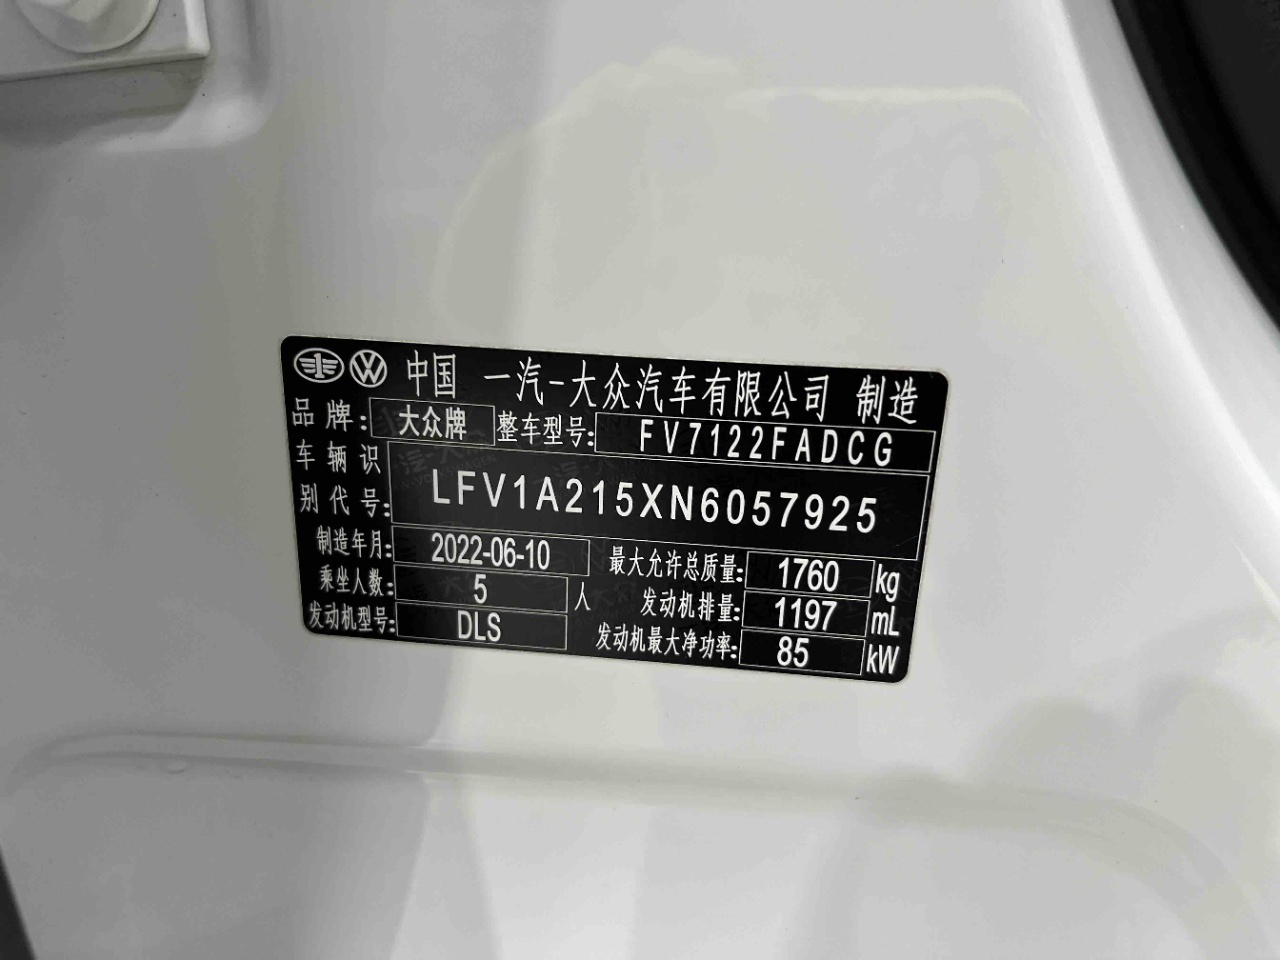 中国 一汽-大众汽车有限公司 制造
品牌: 大众牌 整车型号: FV7122FADCG
车辆识别代号: LFV1A215XN6057925
制造年月: 2022-06-10 最大允许总质量: 1760 kg
乘坐人数: 5 人 发动机排量: 1197 mL
发动机型号: DLS 发动机最大净功率: 85 kW